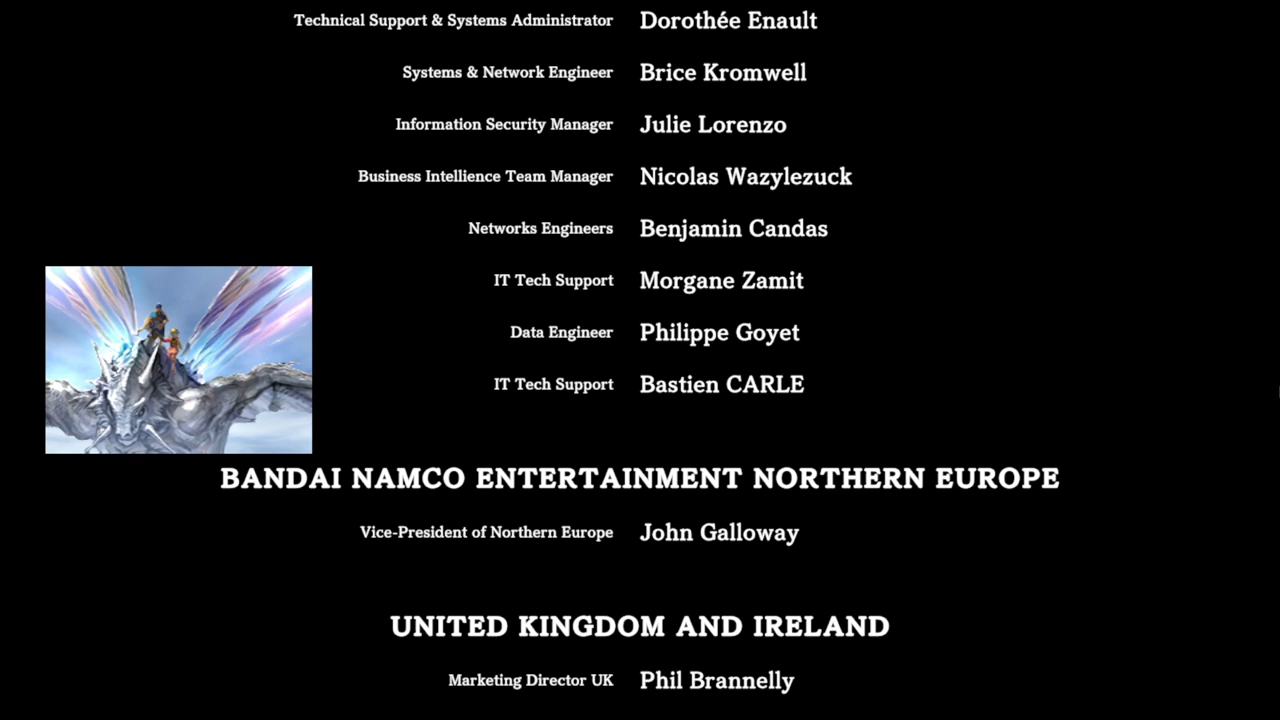 Technical Support & Systems Administrator Dorothée Enault
Systems & Network Engineer Brice Kromwell
Information Security Manager Julie Lorenzo
Business Intellience Team Manager Nicolas Wazylezuck
Networks Engineers Benjamin Candas
IT Tech Support Morgane Zamit
Data Engineer Philippe Goyet
IT Tech Support Bastien CARLE
BANDAI NAMCO ENTERTAINMENT NORTHERN EUROPE
Vice-President of Northern Europe John Galloway
UNITED KINGDOM AND IRELAND
Marketing Director UK Phil Brannelly